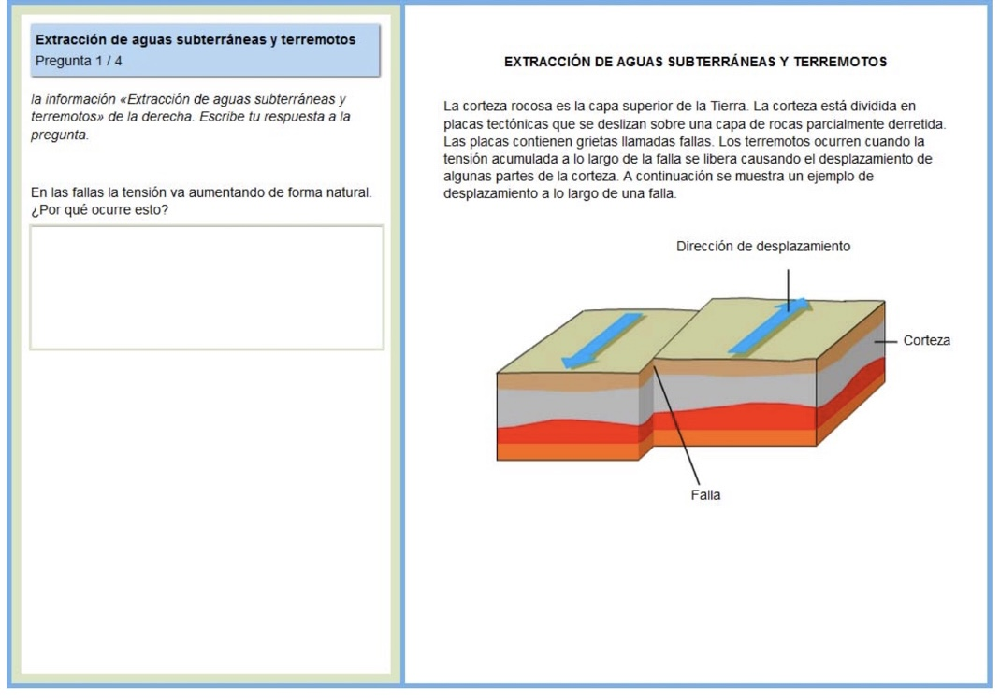 Extracción de aguas subterráneas y terremotos
Pregunta 1 / 4
la información «Extracción de aguas subterráneas y
terremotos» de la derecha. Escribe tu respuesta a la
pregunta.
En las fallas la tensión va aumentando de forma natural.
¿Por qué ocurre esto?
EXTRACCIÓN DE AGUAS SUBTERRÁNEAS Y TERREMOTOS
La corteza rocosa es la capa superior de la Tierra. La corteza está dividida en
placas tectónicas que se deslizan sobre una capa de rocas parcialmente derretida.
Las placas contienen grietas llamadas fallas. Los terremotos ocurren cuando la
tensión acumulada a lo largo de la falla se libera causando el desplazamiento de
algunas partes de la corteza. A continuación se muestra un ejemplo de
desplazamiento a lo largo de una falla.
Dirección de desplazamiento
Corteza
Falla